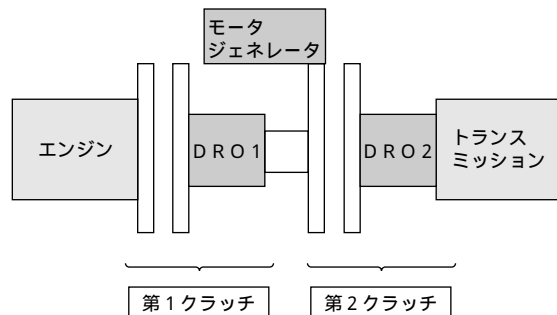 モータ
ジェネレータ
エンジン
DRO1
DRO2
トランス
ミッション
第1クラッチ
第2クラッチ